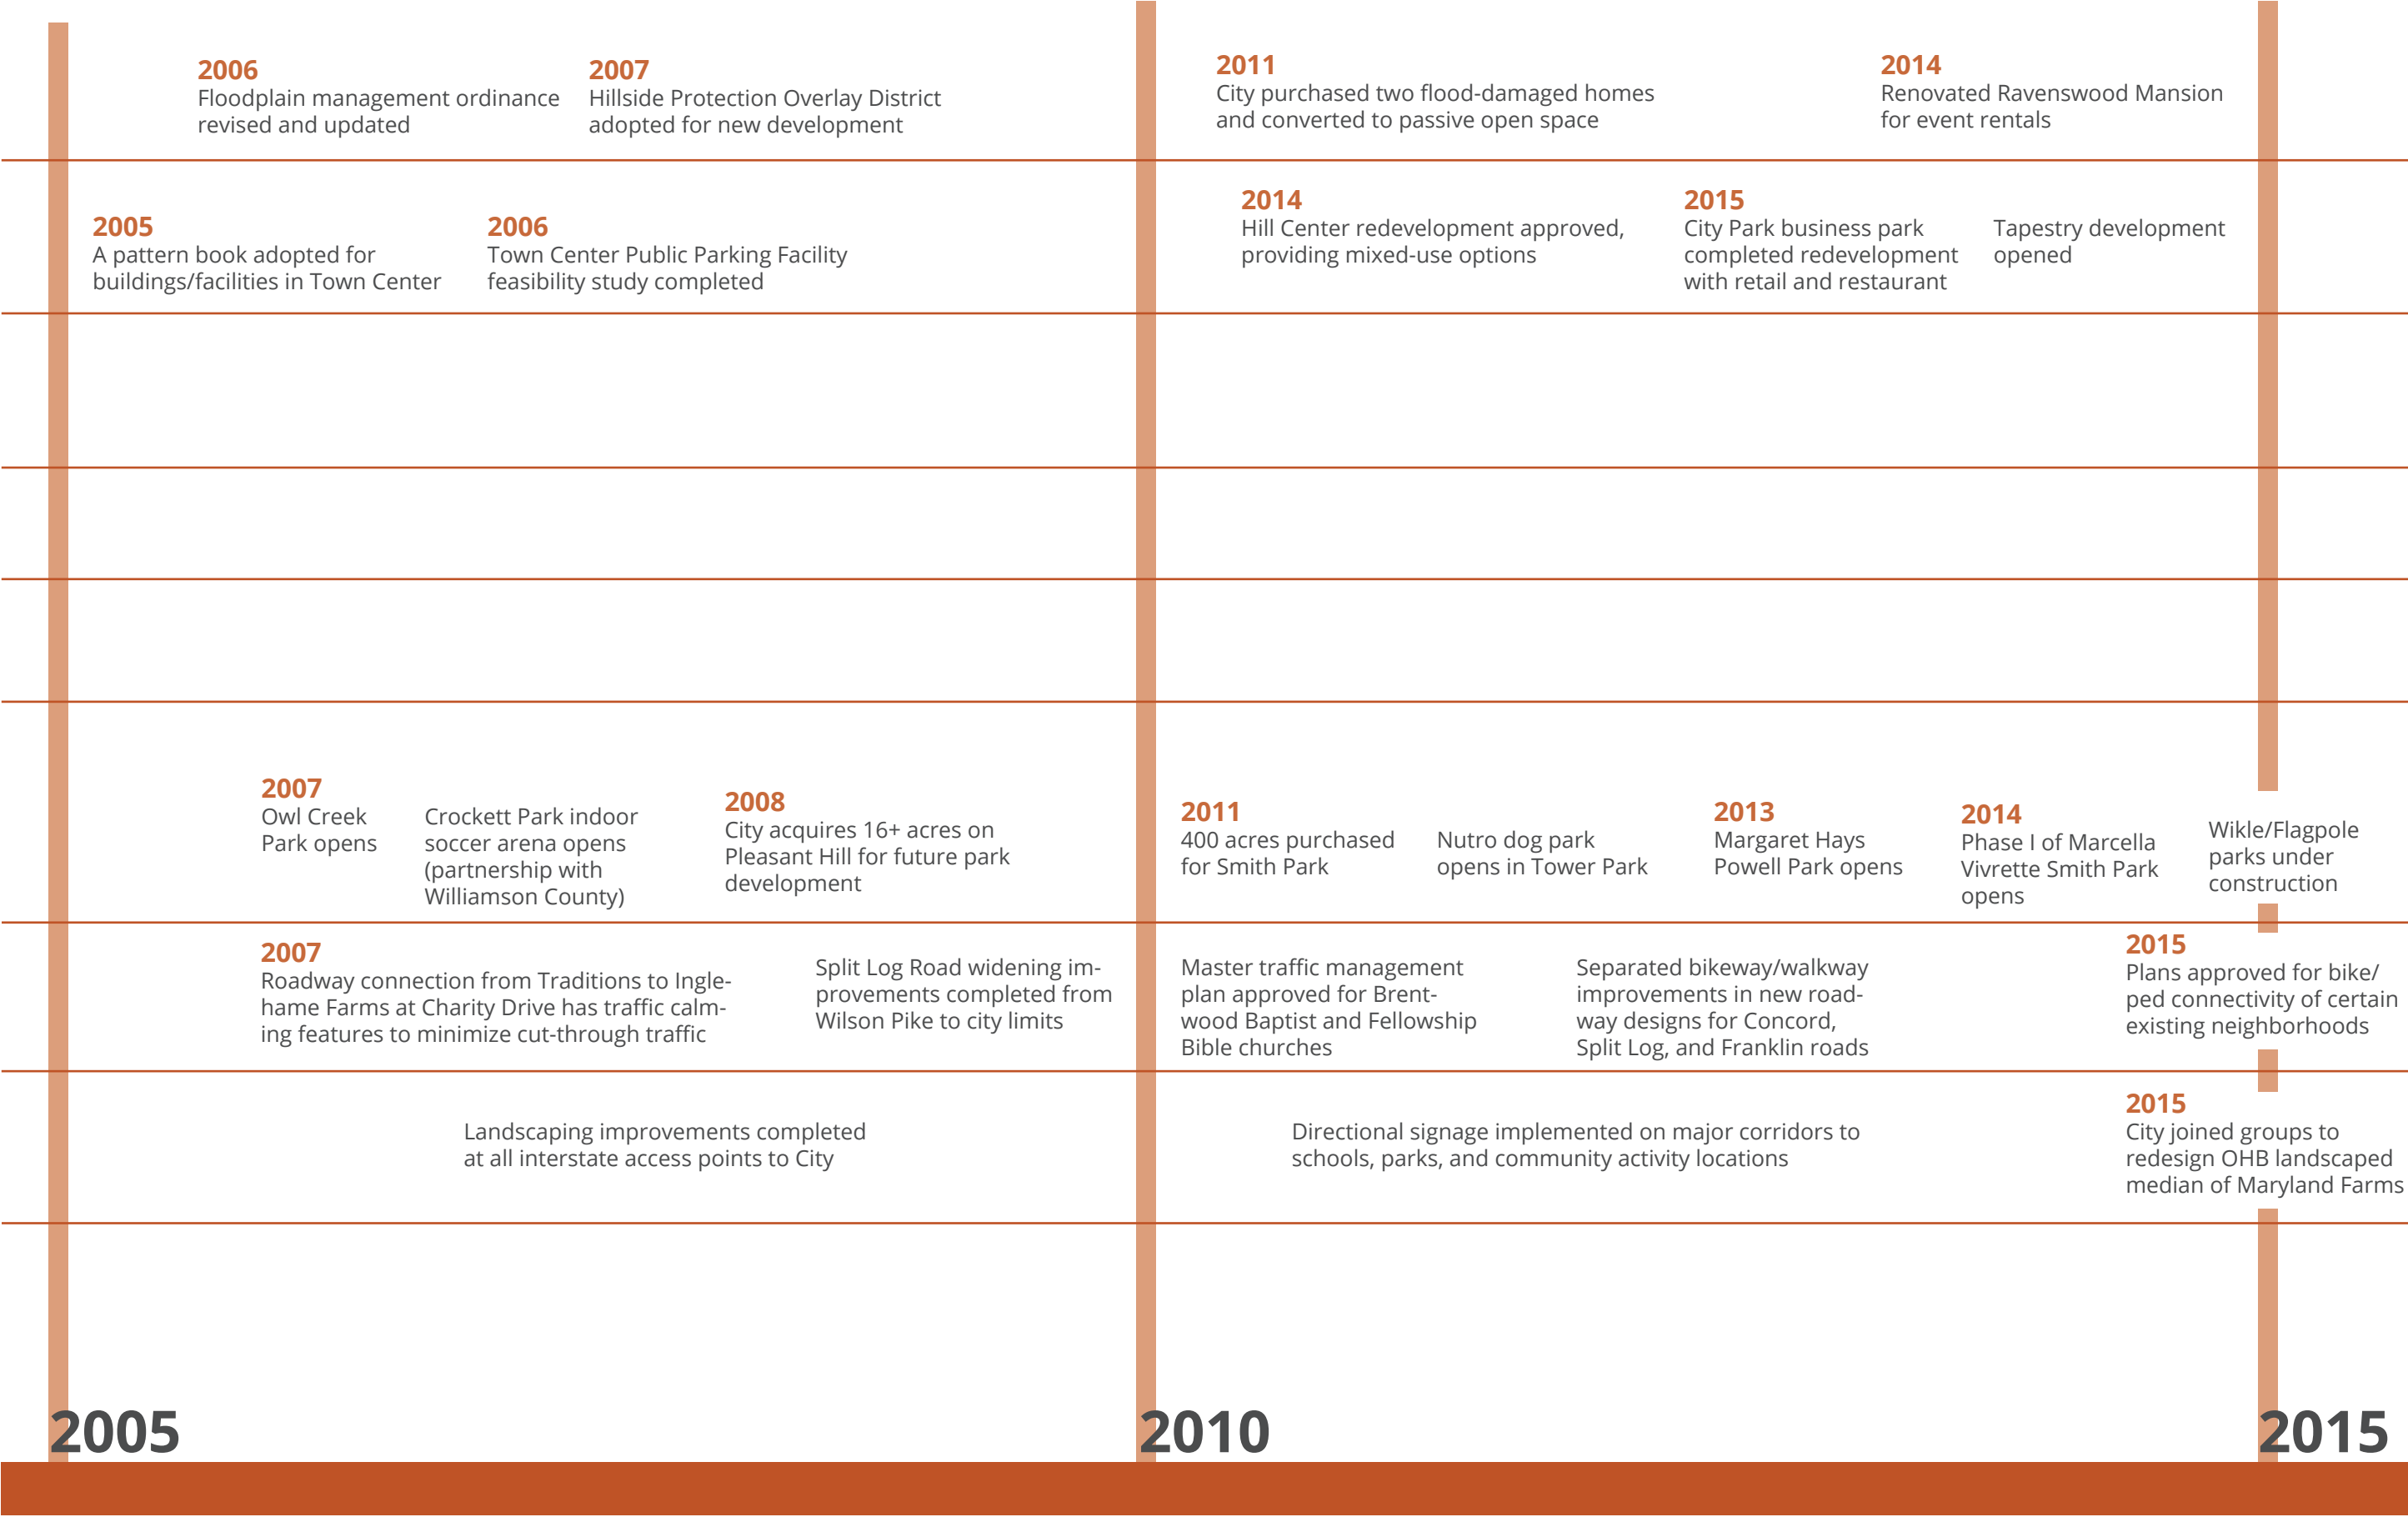 2006
Floodplain management ordinance
revised and updated
2007
Hillside Protection Overlay District
adopted for new development
2011
City purchased two flood-damaged homes
and converted to passive open space
2014
Renovated Ravenswood Mansion
for event rentals
2005
A pattern book adopted for
buildings/facilities in Town Center
2006
Town Center Public Parking Facility
feasibility study completed
2014
Hill Center redevelopment approved,
providing mixed-use options
2015
City Park business park
completed redevelopment
with retail and restaurant
Tapestry development
opened
2007
Owl Creek
Park opens
Crockett Park indoor
soccer arena opens
(partnership with
Williamson County)
2008
City acquires 16+ acres on
Pleasant Hill for future park
development
2011
400 acres purchased
for Smith Park
Nutro dog park
opens in Tower Park
2013
Margaret Hays
Powell Park opens
2014
Phase I of Marcella
Vivrette Smith Park
opens
Wikle/Flagpole
parks under
construction
2007
Roadway connection from Traditions to Ingle-
hame Farms at Charity Drive has traffic calm-
ing features to minimize cut-through traffic
Split Log Road widening im-
provements completed from
Wilson Pike to city limits
Master traffic management
plan approved for Brent-
wood Baptist and Fellowship
Bible churches
Separated bikeway/walkway
improvements in new road-
way designs for Concord,
Split Log, and Franklin roads
2015
Plans approved for bike/
ped connectivity of certain
existing neighborhoods
Landscaping improvements completed
at all interstate access points to City
Directional signage implemented on major corridors to
schools, parks, and community activity locations
2015
City joined groups to
redesign OHB landscaped
median of Maryland Farms
2005
2010
2015